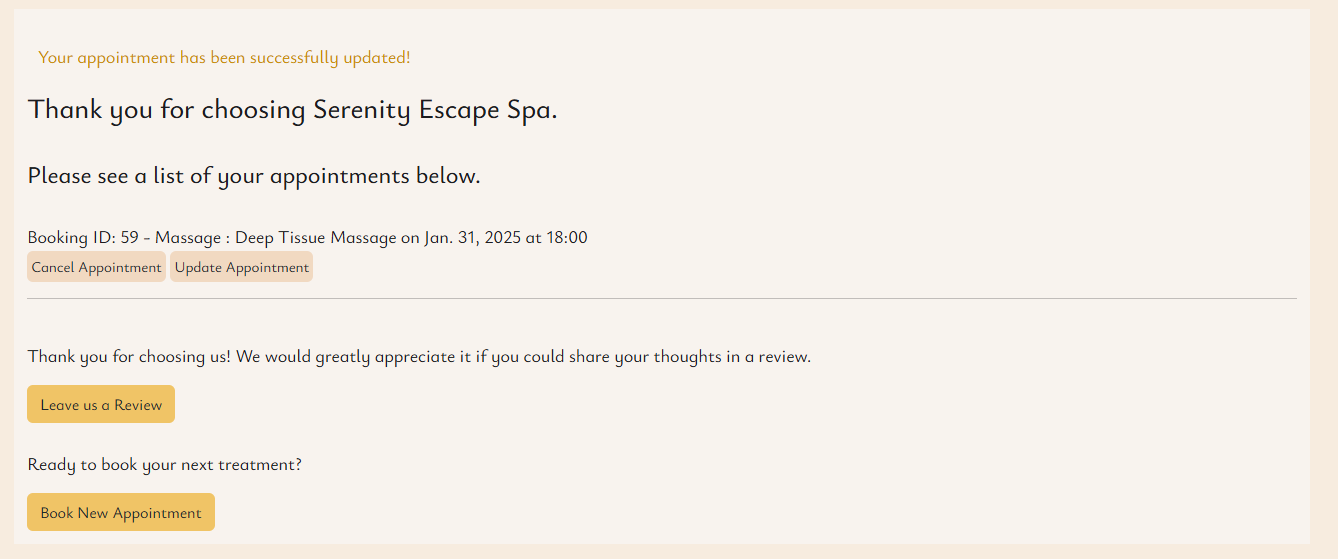 Your appointment has been successfully updated!
Thank you for choosing Serenity Escape Spa.
Please see a list of your appointments below.
Booking ID: 59 - Massage : Deep Tissue Massage on Jan. 31, 2025 at 18:00
Cancel Appointment Update Appointment
Thank you for choosing us! We would greatly appreciate it if you could share your thoughts in a review.
Leave us a Review
Ready to book your next treatment?
Book New Appointment